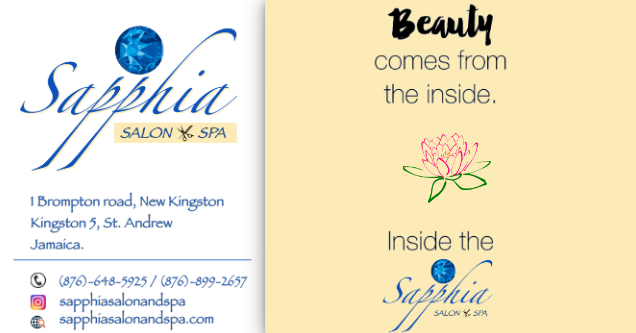 Sapphia
SALON SPA
1 Brompton road, New Kingston
Kingston 5, St. Andrew
Jamaica.
(876)-648-5925 / (876)-899-2657
sapphiasalonandspa
sapphiasalonandspa.com
Beauty
comes from
the inside.
Inside the
Sapphia
SALON SPA